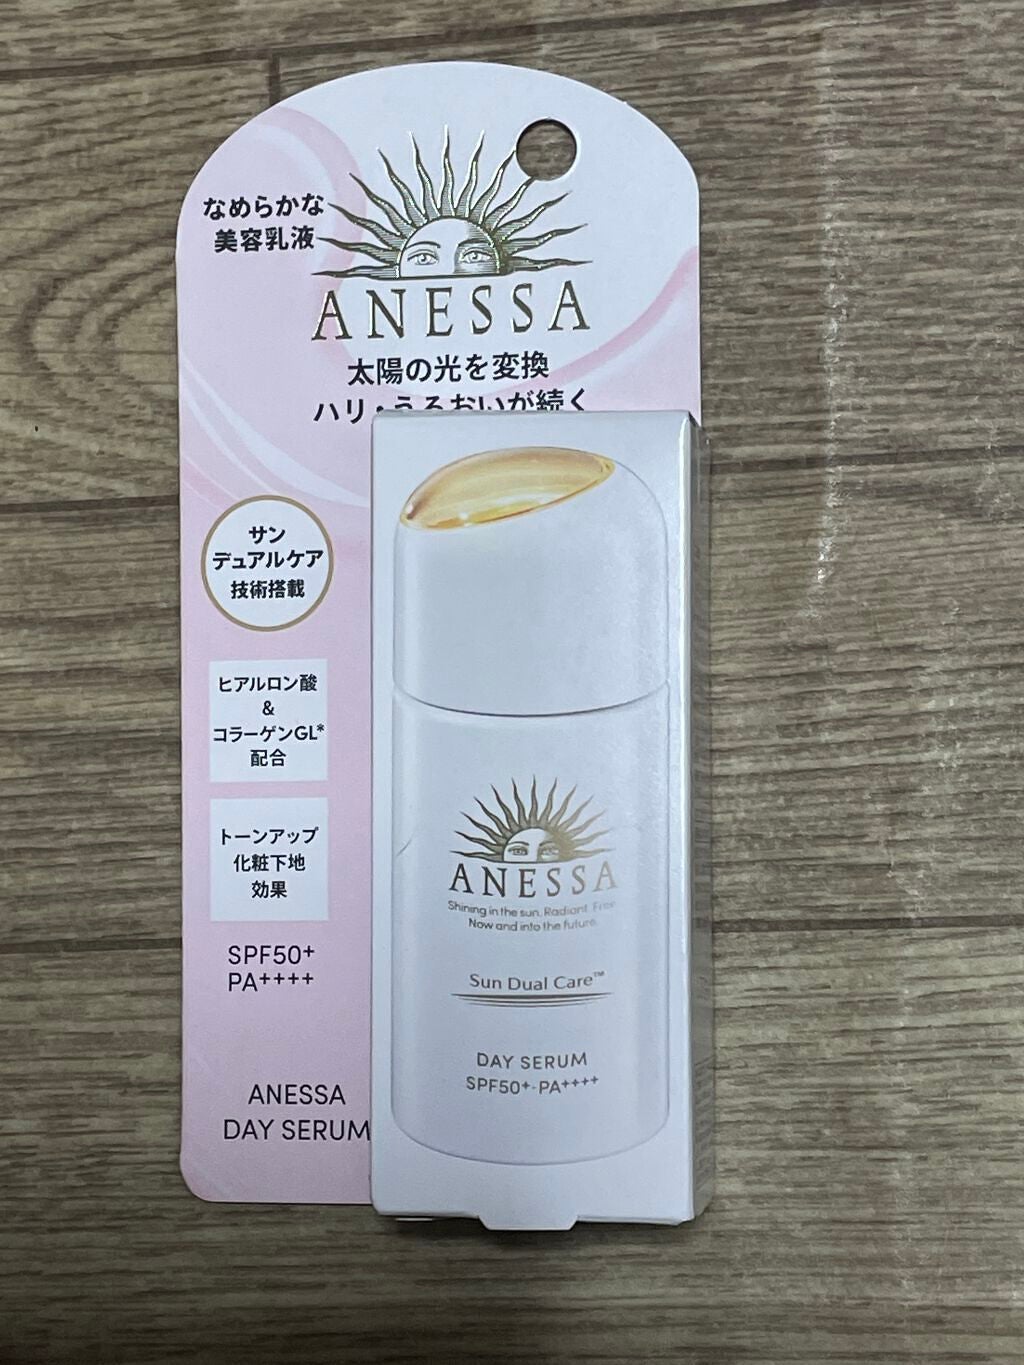 なめらかな
美容乳液
ANESSA
太陽の光を変換
ハリ・うるおいが続く
サン
デュアルケア
技術搭載
ヒアルロン酸
&
コラーゲンGL*
配合
トーンアップ
化粧下地
効果
SPF50+
PA++++
ANESSA
DAY SERUM
ANESSA
Shining in the sun. Radiant. Free.
Now and into the future.
Sun Dual Care™
DAY SERUM
SPF50+·PA++++